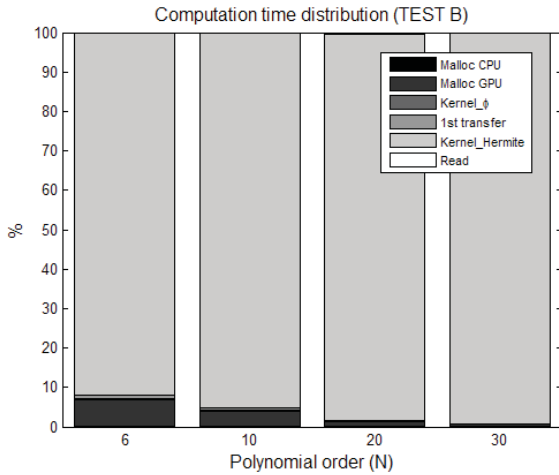 Computation time distribution (TEST B)
100
90
80
70
60
50
40
30
20
10
0
%
Malloc CPU
Malloc GPU
Kernel_ϕ
1st transfer
Kernel_Hermite
Read
6 10 20 30
Polynomial order (N)